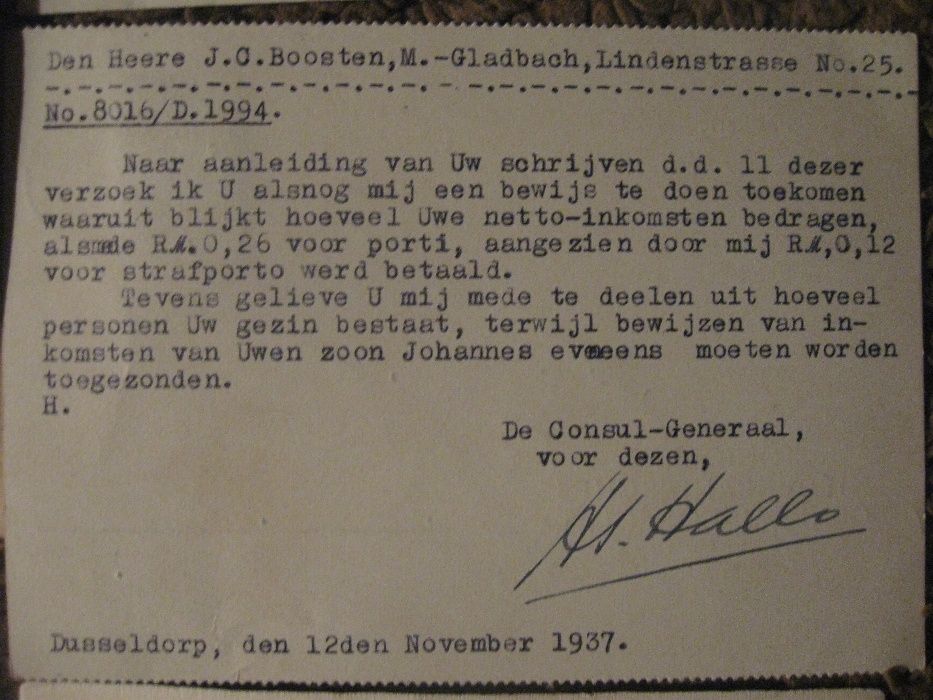 Den Heere J.C.Boosten,M.-Gladbach,Lindenstrasse No.25.
No.8016/D.1994.
Naar aanleiding van Uw schrijven d.d. 11 dezer
verzoek ik U alsnog mij een bewijs te doen toekomen
waaruit blijkt hoeveel Uwe netto-inkomsten bedragen,
alsmede RM.0,26 voor porti, aangezien door mij RM,0,12
voor strafporto werd betaald.
Tevens gelieve U mij mede te deelen uit hoeveel
personen Uw gezin bestaat, terwijl bewijzen van in-
komsten van Uwen zoon Johannes eveneens moeten worden
toegezonden.
H.
De Consul-Generaal,
voor dezen,
Hallo
Dusseldorp, den 12den November 1937.